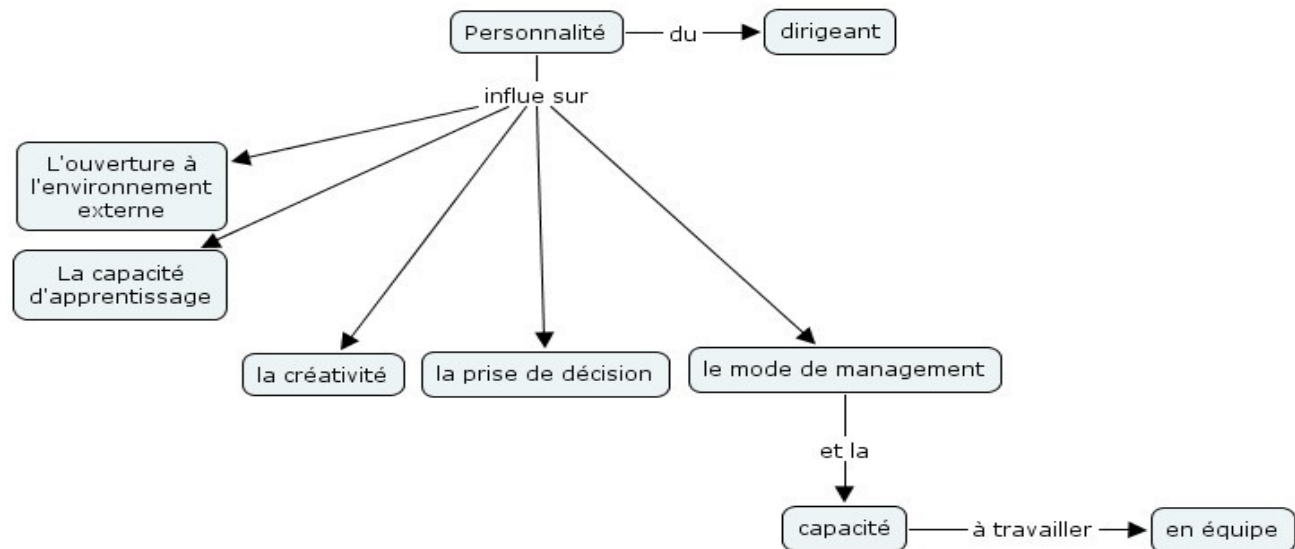 Personnalité
du
dirigeant
influe sur
L'ouverture à
l'environnement
externe
La capacité
d'apprentissage
la créativité
la prise de décision
le mode de management
et la
capacité
à travailler
en équipe